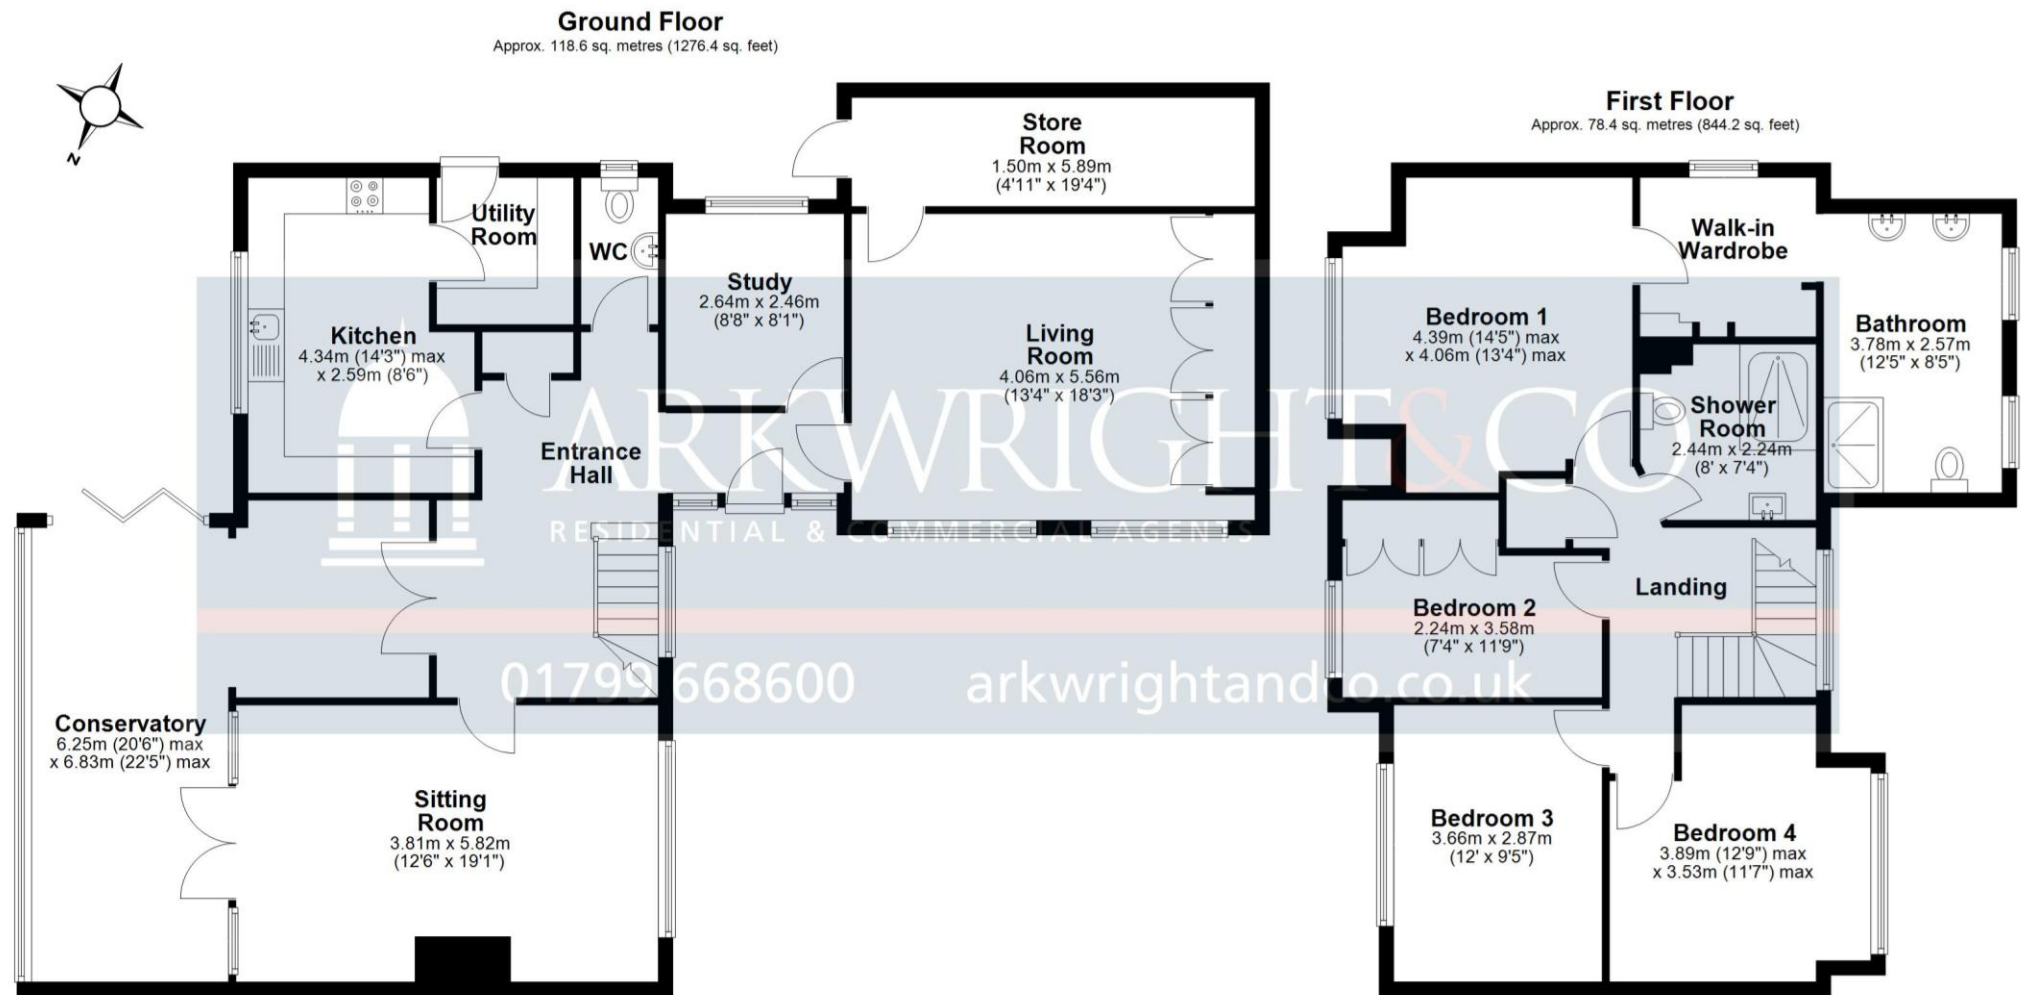 Ground Floor
Approx. 118.6 sq. metres (1276.4 sq. feet)
First Floor
Approx. 78.4 sq. metres (844.2 sq. feet)
N
Store
Room
1.50m x 5.89m
(4'11" x 19'4")
Utility
Room
WC
Study
2.64m x 2.46m
(8'8" x 8'1")
Kitchen
4.34m (14'3") max
x 2.59m (8'6")
Living
Room
4.06m x 5.56m
(13'4" x 18'3")
Entrance
Hall
Conservatory
6.25m (20'6") max
x 6.83m (22'5") max
Sitting
Room
3.81m x 5.82m
(12'6" x 19'1")
Walk-in
Wardrobe
Bedroom 1
4.39m (14'5") max
x 4.06m (13'4") max
Bathroom
3.78m x 2.57m
(12'5" x 8'5")
Shower
Room
2.44m x 2.24m
(8' x 7'4")
Landing
Bedroom 2
2.24m x 3.58m
(7'4" x 11'9")
Bedroom 3
3.66m x 2.87m
(12' x 9'5")
Bedroom 4
3.89m (12'9") max
x 3.53m (11'7") max
ARKWRIGHT&CO
RESIDENTIAL & COMMERCIAL AGENTS
01799 668600
arkwrightandco.co.uk